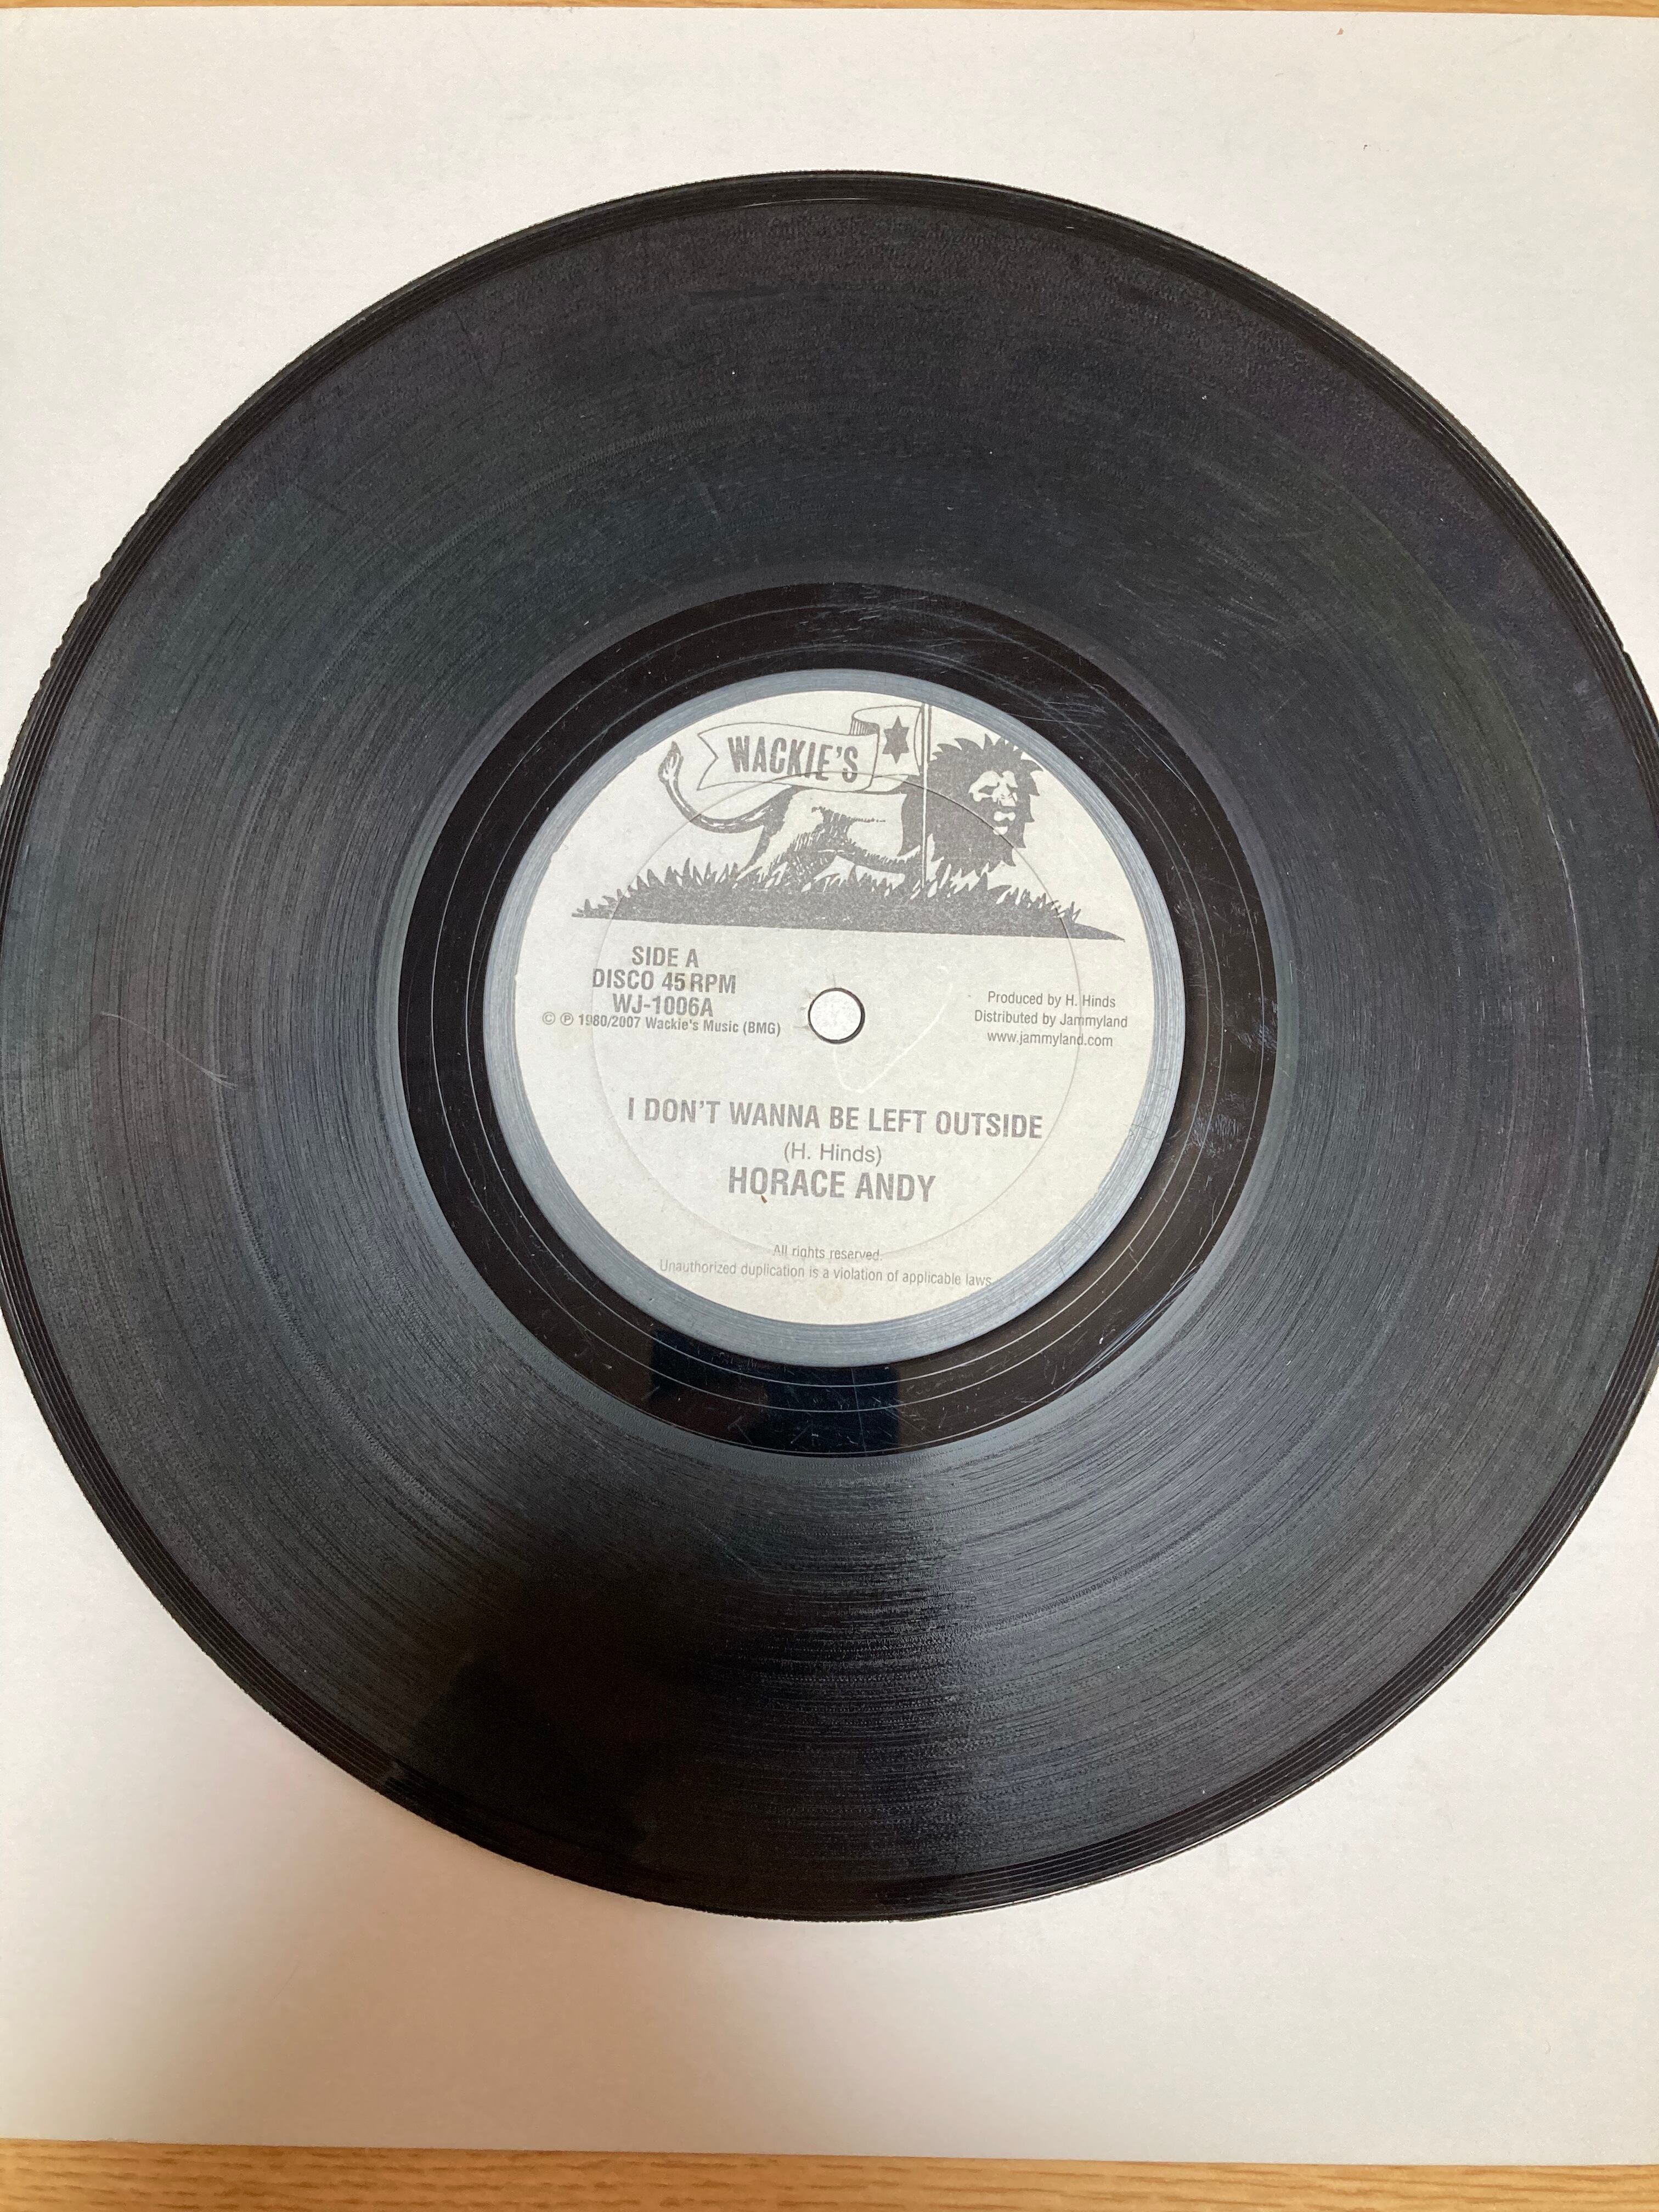 WACKIE'S
SIDE A
DISCO 45 RPM
WJ-1006A
© ℗ 1980/2007 Wackie's Music (BMG)
Produced by H. Hinds
Distributed by Jammyland
www.jammyland.com
I DON'T WANNA BE LEFT OUTSIDE
(H. Hinds)
HORACE ANDY
All rights reserved.
Unauthorized duplication is a violation of applicable laws